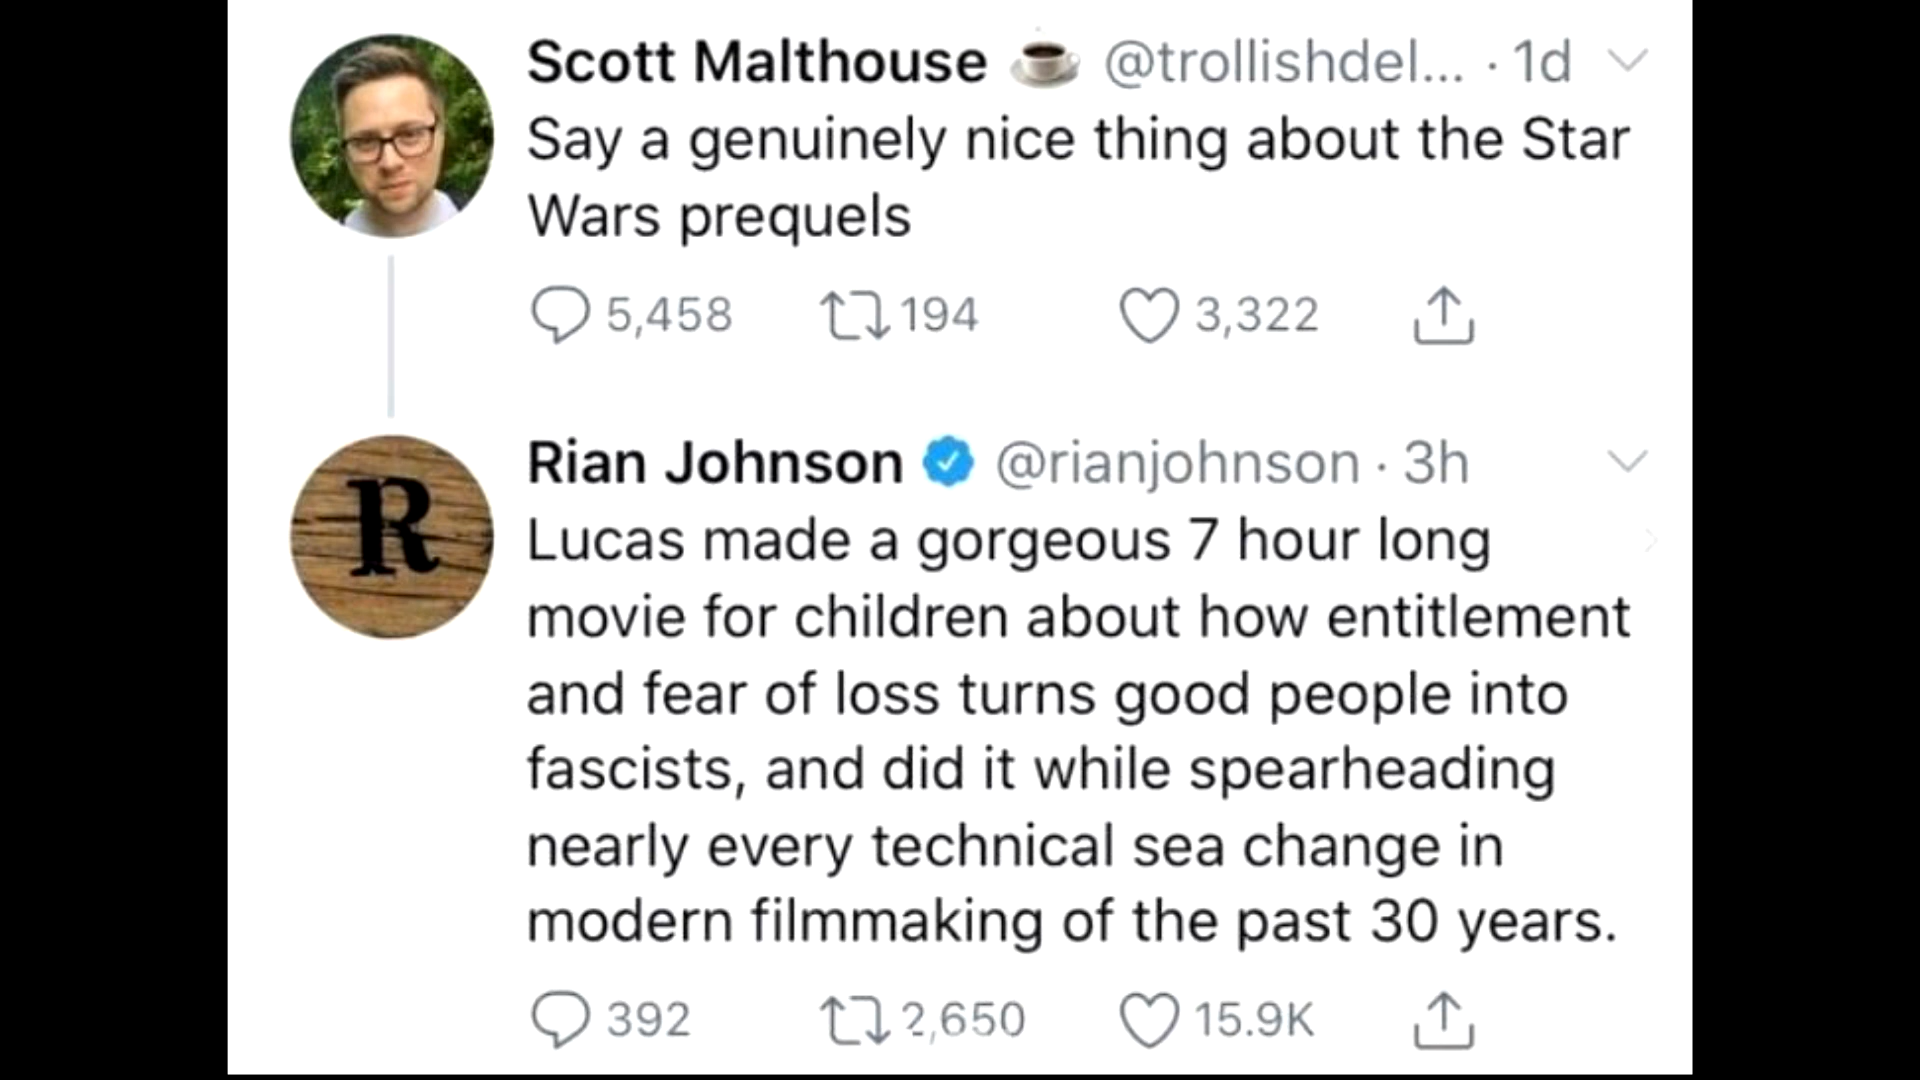 Scott Malthouse ☕ @trollishdel... · 1d
Say a genuinely nice thing about the Star
Wars prequels
5,458 194 3,322
Rian Johnson @rianjohnson · 3h
R
Lucas made a gorgeous 7 hour long
movie for children about how entitlement
and fear of loss turns good people into
fascists, and did it while spearheading
nearly every technical sea change in
modern filmmaking of the past 30 years.
392 2,650 15.9K